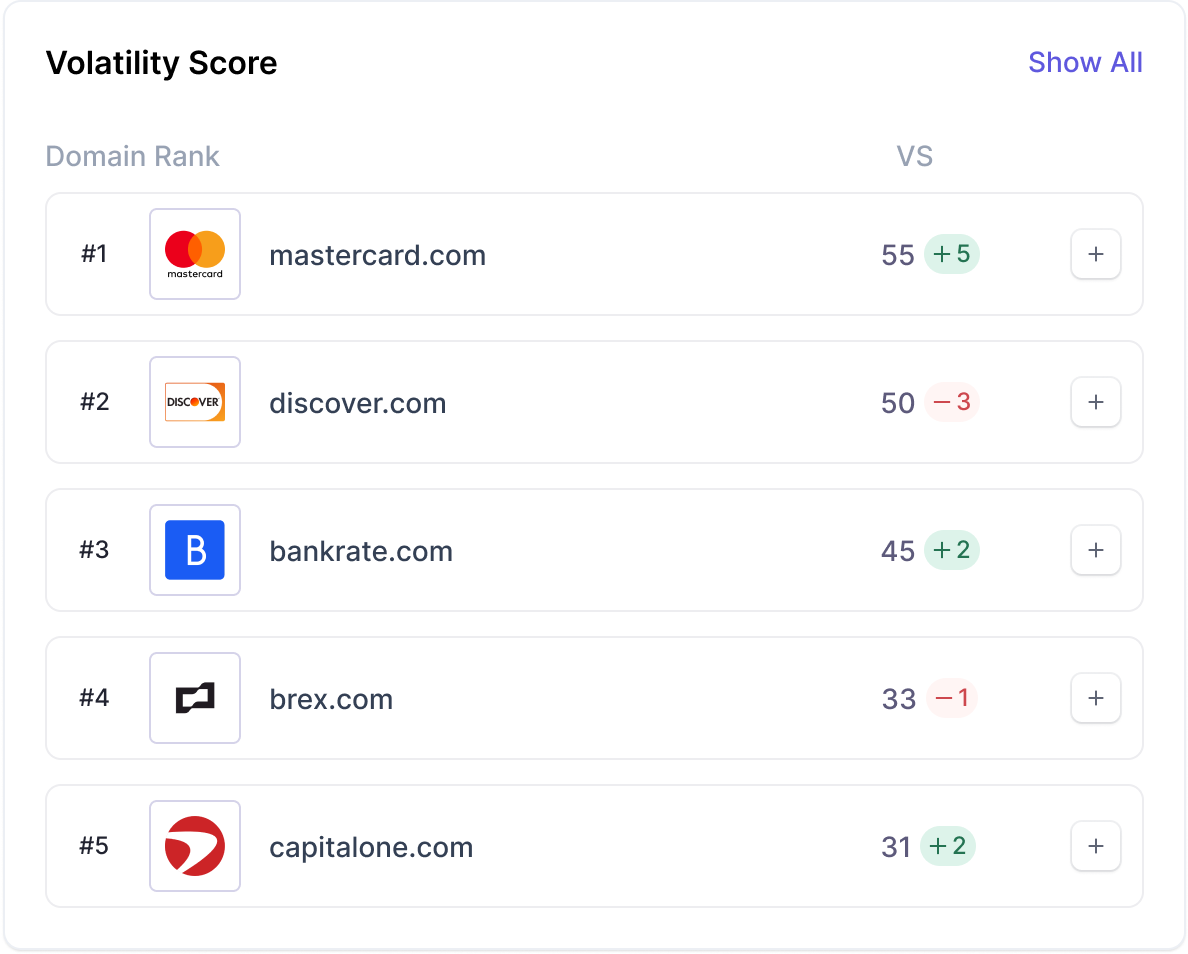 Volatility Score Show All
Domain Rank VS
#1 mastercard mastercard.com 55 +5 +
#2 DISCOVER discover.com 50 −3 +
#3 B bankrate.com 45 +2 +
#4 brex.com 33 −1 +
#5 capitalone.com 31 +2 +